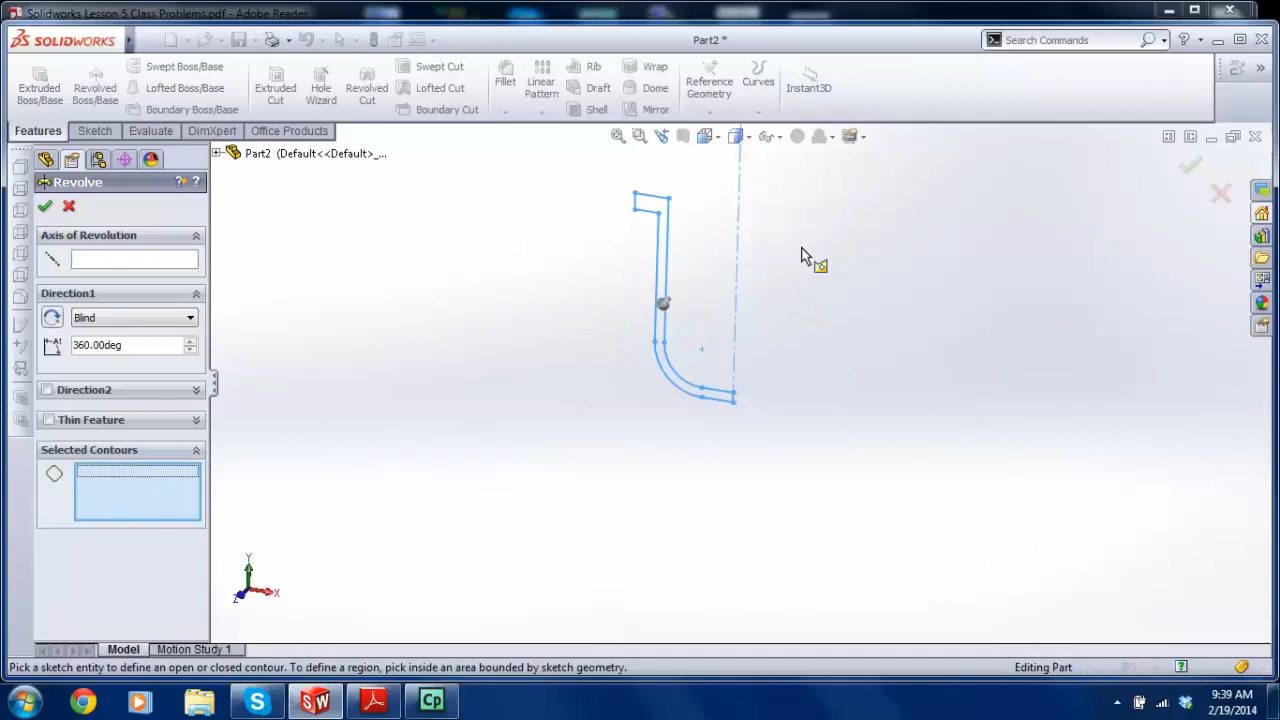 Solidworks Lesson 5 Class Problems.pdf - Adobe Reader
SOLIDWORKS
Part2 *
Search Commands
Extruded Boss/Base
Revolved Boss/Base
Swept Boss/Base
Lofted Boss/Base
Boundary Boss/Base
Extruded Cut
Hole Wizard
Revolved Cut
Swept Cut
Lofted Cut
Boundary Cut
Fillet
Linear Pattern
Rib
Draft
Shell
Wrap
Dome
Mirror
Reference Geometry
Curves
Instant3D
Features
Sketch
Evaluate
DimXpert
Office Products
Part2 (Default<<Default>_...
Revolve
Axis of Revolution
Direction1
Blind
360.00deg
Direction2
Thin Feature
Selected Contours
Y
X
Z
Model
Motion Study 1
Pick a sketch entity to define an open or closed contour. To define a region, pick inside an area bounded by sketch geometry.
Editing Part
SW
Cp
9:39 AM
2/19/2014